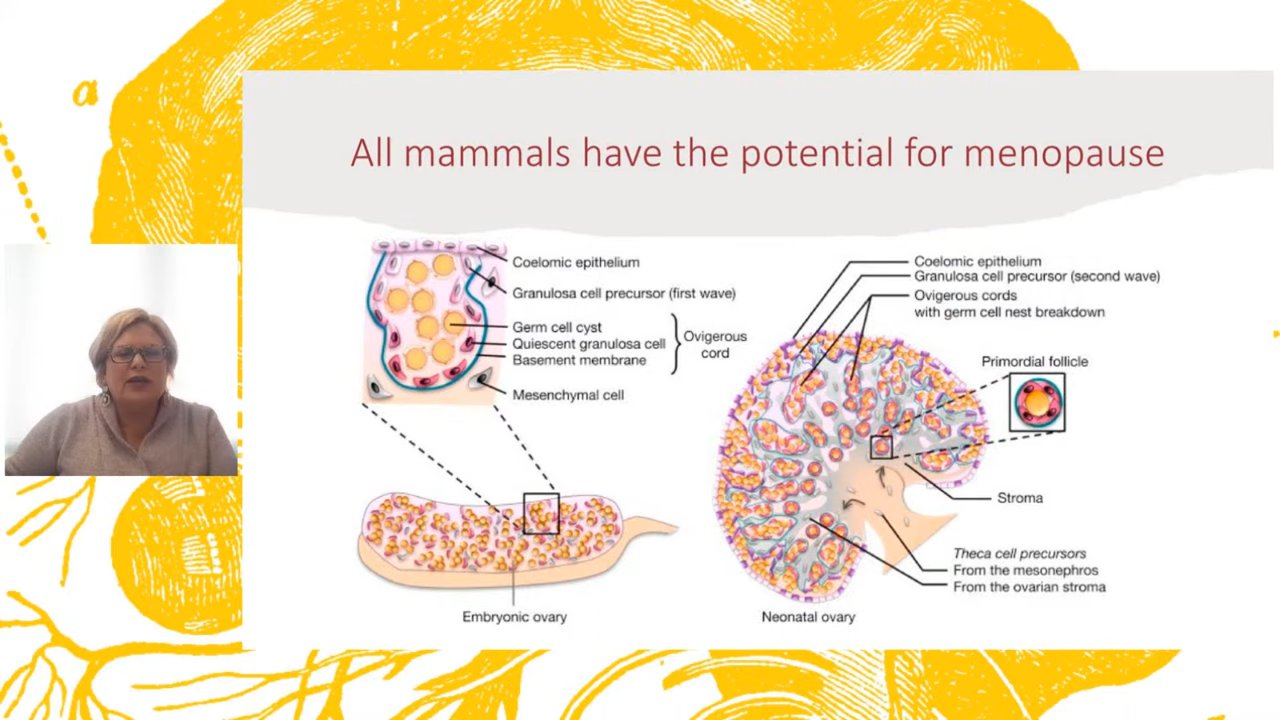 a
All mammals have the potential for menopause
Coelomic epithelium
Granulosa cell precursor (first wave)
Germ cell cyst
Quiescent granulosa cell
Basement membrane
Ovigerous
cord
Mesenchymal cell
Embryonic ovary
Coelomic epithelium
Granulosa cell precursor (second wave)
Ovigerous cords
with germ cell nest breakdown
Primordial follicle
Stroma
Theca cell precursors
From the mesonephros
From the ovarian stroma
Neonatal ovary